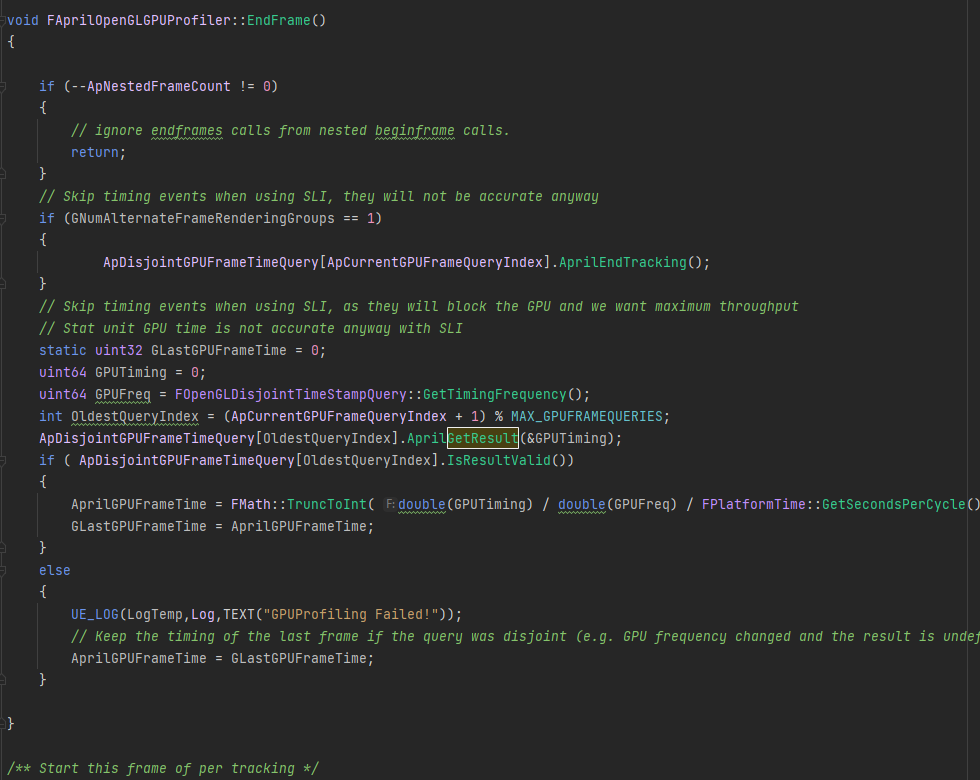 void FAprilOpenGLGPUProfiler::EndFrame()
{
if (--ApNestedFrameCount != 0)
{
// ignore endframes calls from nested beginframe calls.
return;
}
// Skip timing events when using SLI, they will not be accurate anyway
if (GNumAlternateFrameRenderingGroups == 1)
{
ApDisjointGPUFrameTimeQuery[ApCurrentGPUFrameQueryIndex].AprilEndTracking();
}
// Skip timing events when using SLI, as they will block the GPU and we want maximum throughput
// Stat unit GPU time is not accurate anyway with SLI
static uint32 GLastGPUFrameTime = 0;
uint64 GPUTiming = 0;
uint64 GPUFreq = FOpenGLDisjointTimeStampQuery::GetTimingFrequency();
int OldestQueryIndex = (ApCurrentGPUFrameQueryIndex + 1) % MAX_GPUFRAMEQUERIES;
ApDisjointGPUFrameTimeQuery[OldestQueryIndex].AprilGetResult(&GPUTiming);
if ( ApDisjointGPUFrameTimeQuery[OldestQueryIndex].IsResultValid())
{
AprilGPUFrameTime = FMath::TruncToInt( F: double(GPUTiming) / double(GPUFreq) / FPlatformTime::GetSecondsPerCycle()
GLastGPUFrameTime = AprilGPUFrameTime;
}
else
{
UE_LOG(LogTemp,Log,TEXT("GPUProfiling Failed!"));
// Keep the timing of the last frame if the query was disjoint (e.g. GPU frequency changed and the result is undef
AprilGPUFrameTime = GLastGPUFrameTime;
}
}
/** Start this frame of per tracking */